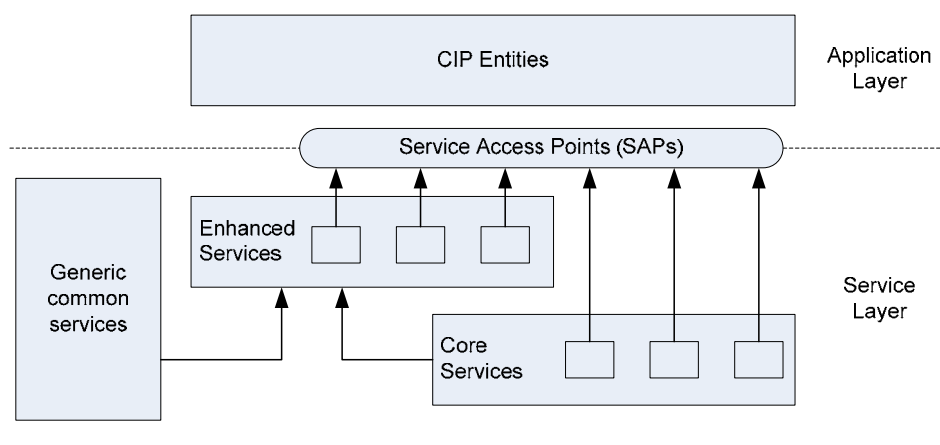 CIP Entities
Application
Layer
Service Access Points (SAPs)
Enhanced
Services
Generic
common
services
Service
Layer
Core
Services